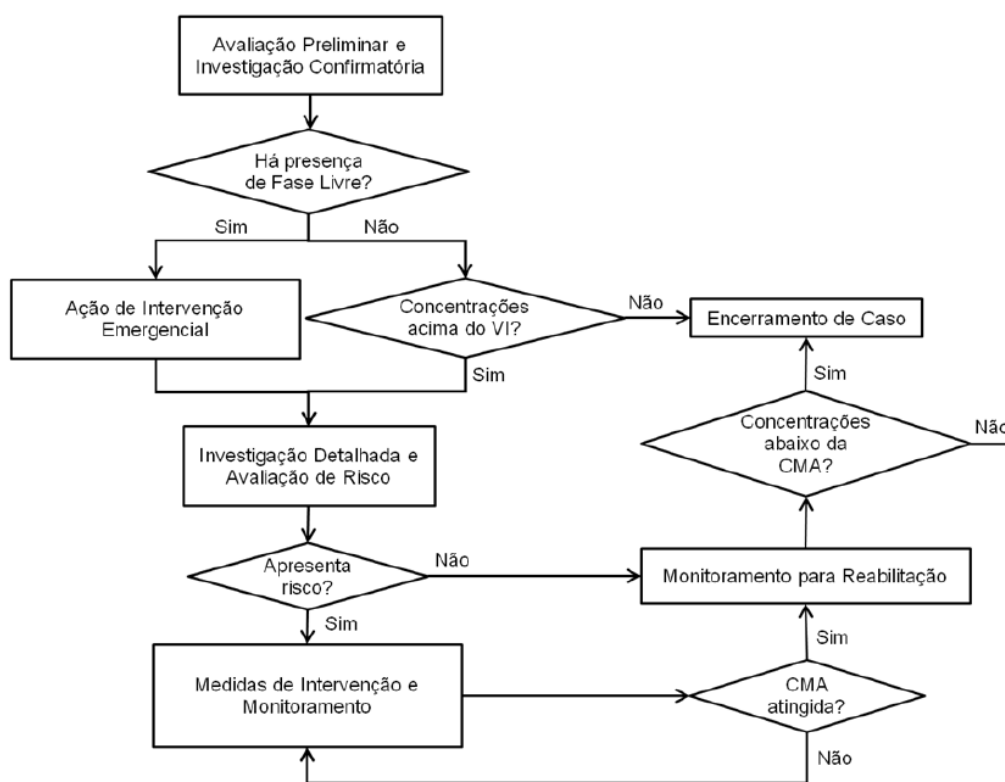 Avaliação Preliminar e
Investigação Confirmatória
Há presença
de Fase Livre?
Sim
Não
Ação de Intervenção
Emergencial
Concentrações
acima do VI?
Não
Encerramento de Caso
Sim
Sim
Concentrações
abaixo da
CMA?
Não
Investigação Detalhada e
Avaliação de Risco
Apresenta
risco?
Não
Monitoramento para Reabilitação
Sim
Sim
Medidas de Intervenção e
Monitoramento
CMA
atingida?
Não